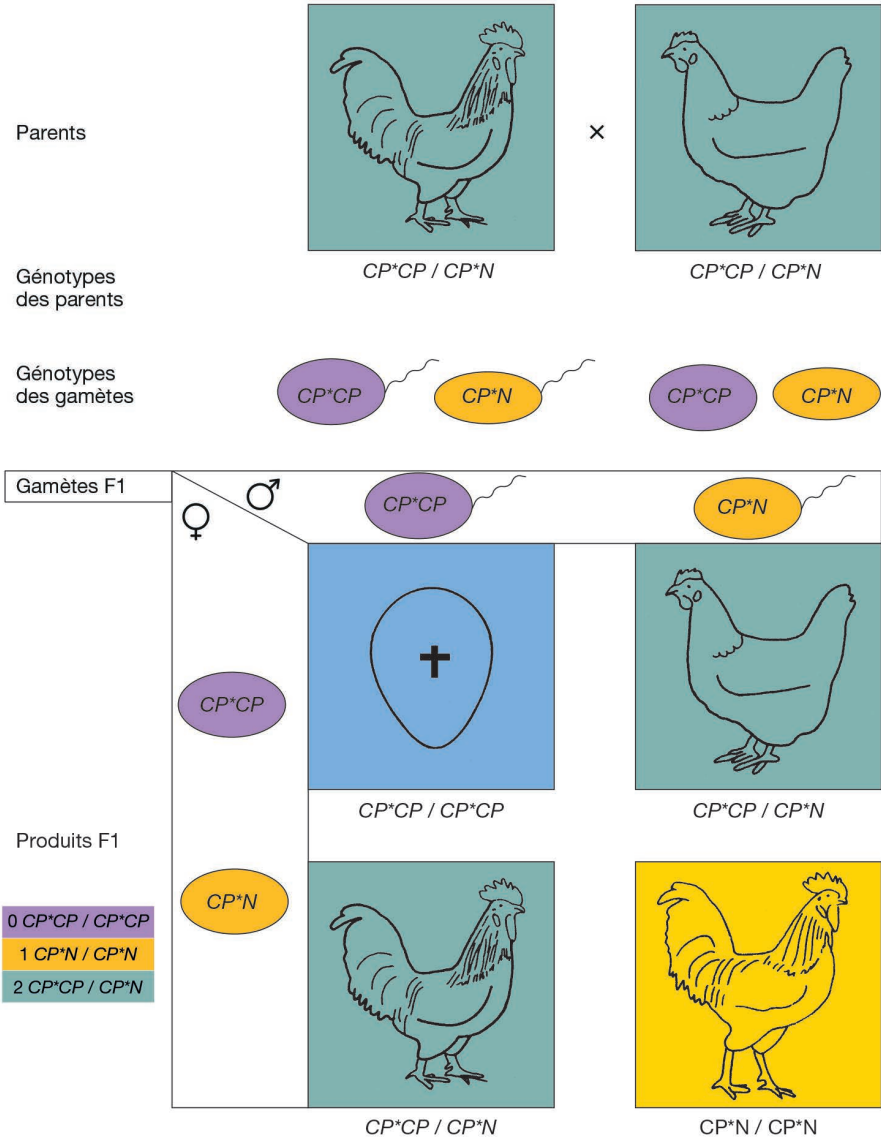 Parents
×
CP*CP / CP*N
CP*CP / CP*N
Génotypes
des parents
Génotypes
des gamètes
CP*CP
CP*N
CP*CP
CP*N
Gamètes F1
♀
♂
CP*CP
CP*N
CP*CP
CP*CP / CP*CP
CP*CP / CP*N
Produits F1
CP*N
0 CP*CP / CP*CP
1 CP*N / CP*N
2 CP*CP / CP*N
CP*CP / CP*N
CP*N / CP*N